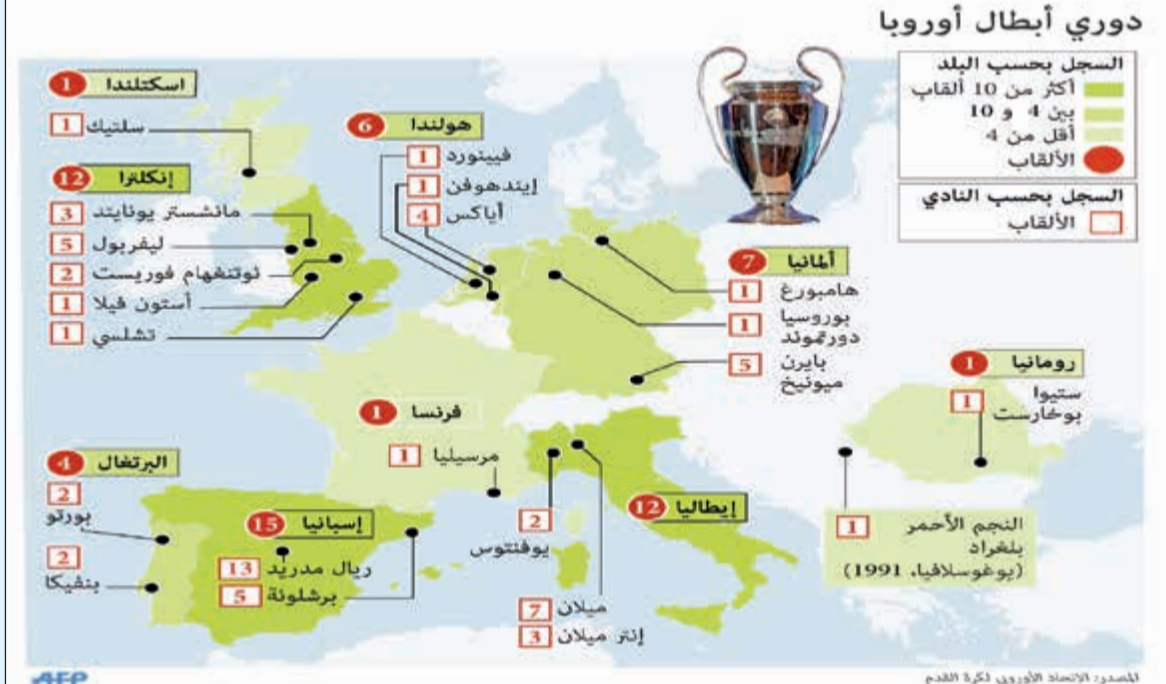 دوري أبطال أوروبا
السجل بحسب البلد
أكثر من 10 ألقاب
بين 4 و 10
أقل من 4
الألقاب
السجل بحسب النادي
الألقاب
اسكتلندا 1
سلتيك 1
إنكلترا 12
مانشستر يونايتد 3
ليفربول 5
نوتنغهام فوريست 2
أستون فيلا 1
تشلسي 1
هولندا 6
فيينورد 1
إيندهوفن 1
أياكس 4
ألمانيا 7
هامبورغ 1
بوروسيا
دورتموند
1
بايرن
ميونيخ
5
رومانيا 1
ستيوا
بوخارست
1
فرنسا 1
مرسيليا 1
البرتغال 4
2
بورتو
2
بنفيكا
إسبانيا 15
ريال مدريد 13
برشلونة 5
إيطاليا 12
2
يوفنتوس
ميلان 7
إنتر ميلان 3
النجم الأحمر 1
بلغراد
(يوغوسلافيا، 1991)
المصدر: الاتحاد الأوروبي لكرة القدم
AFP